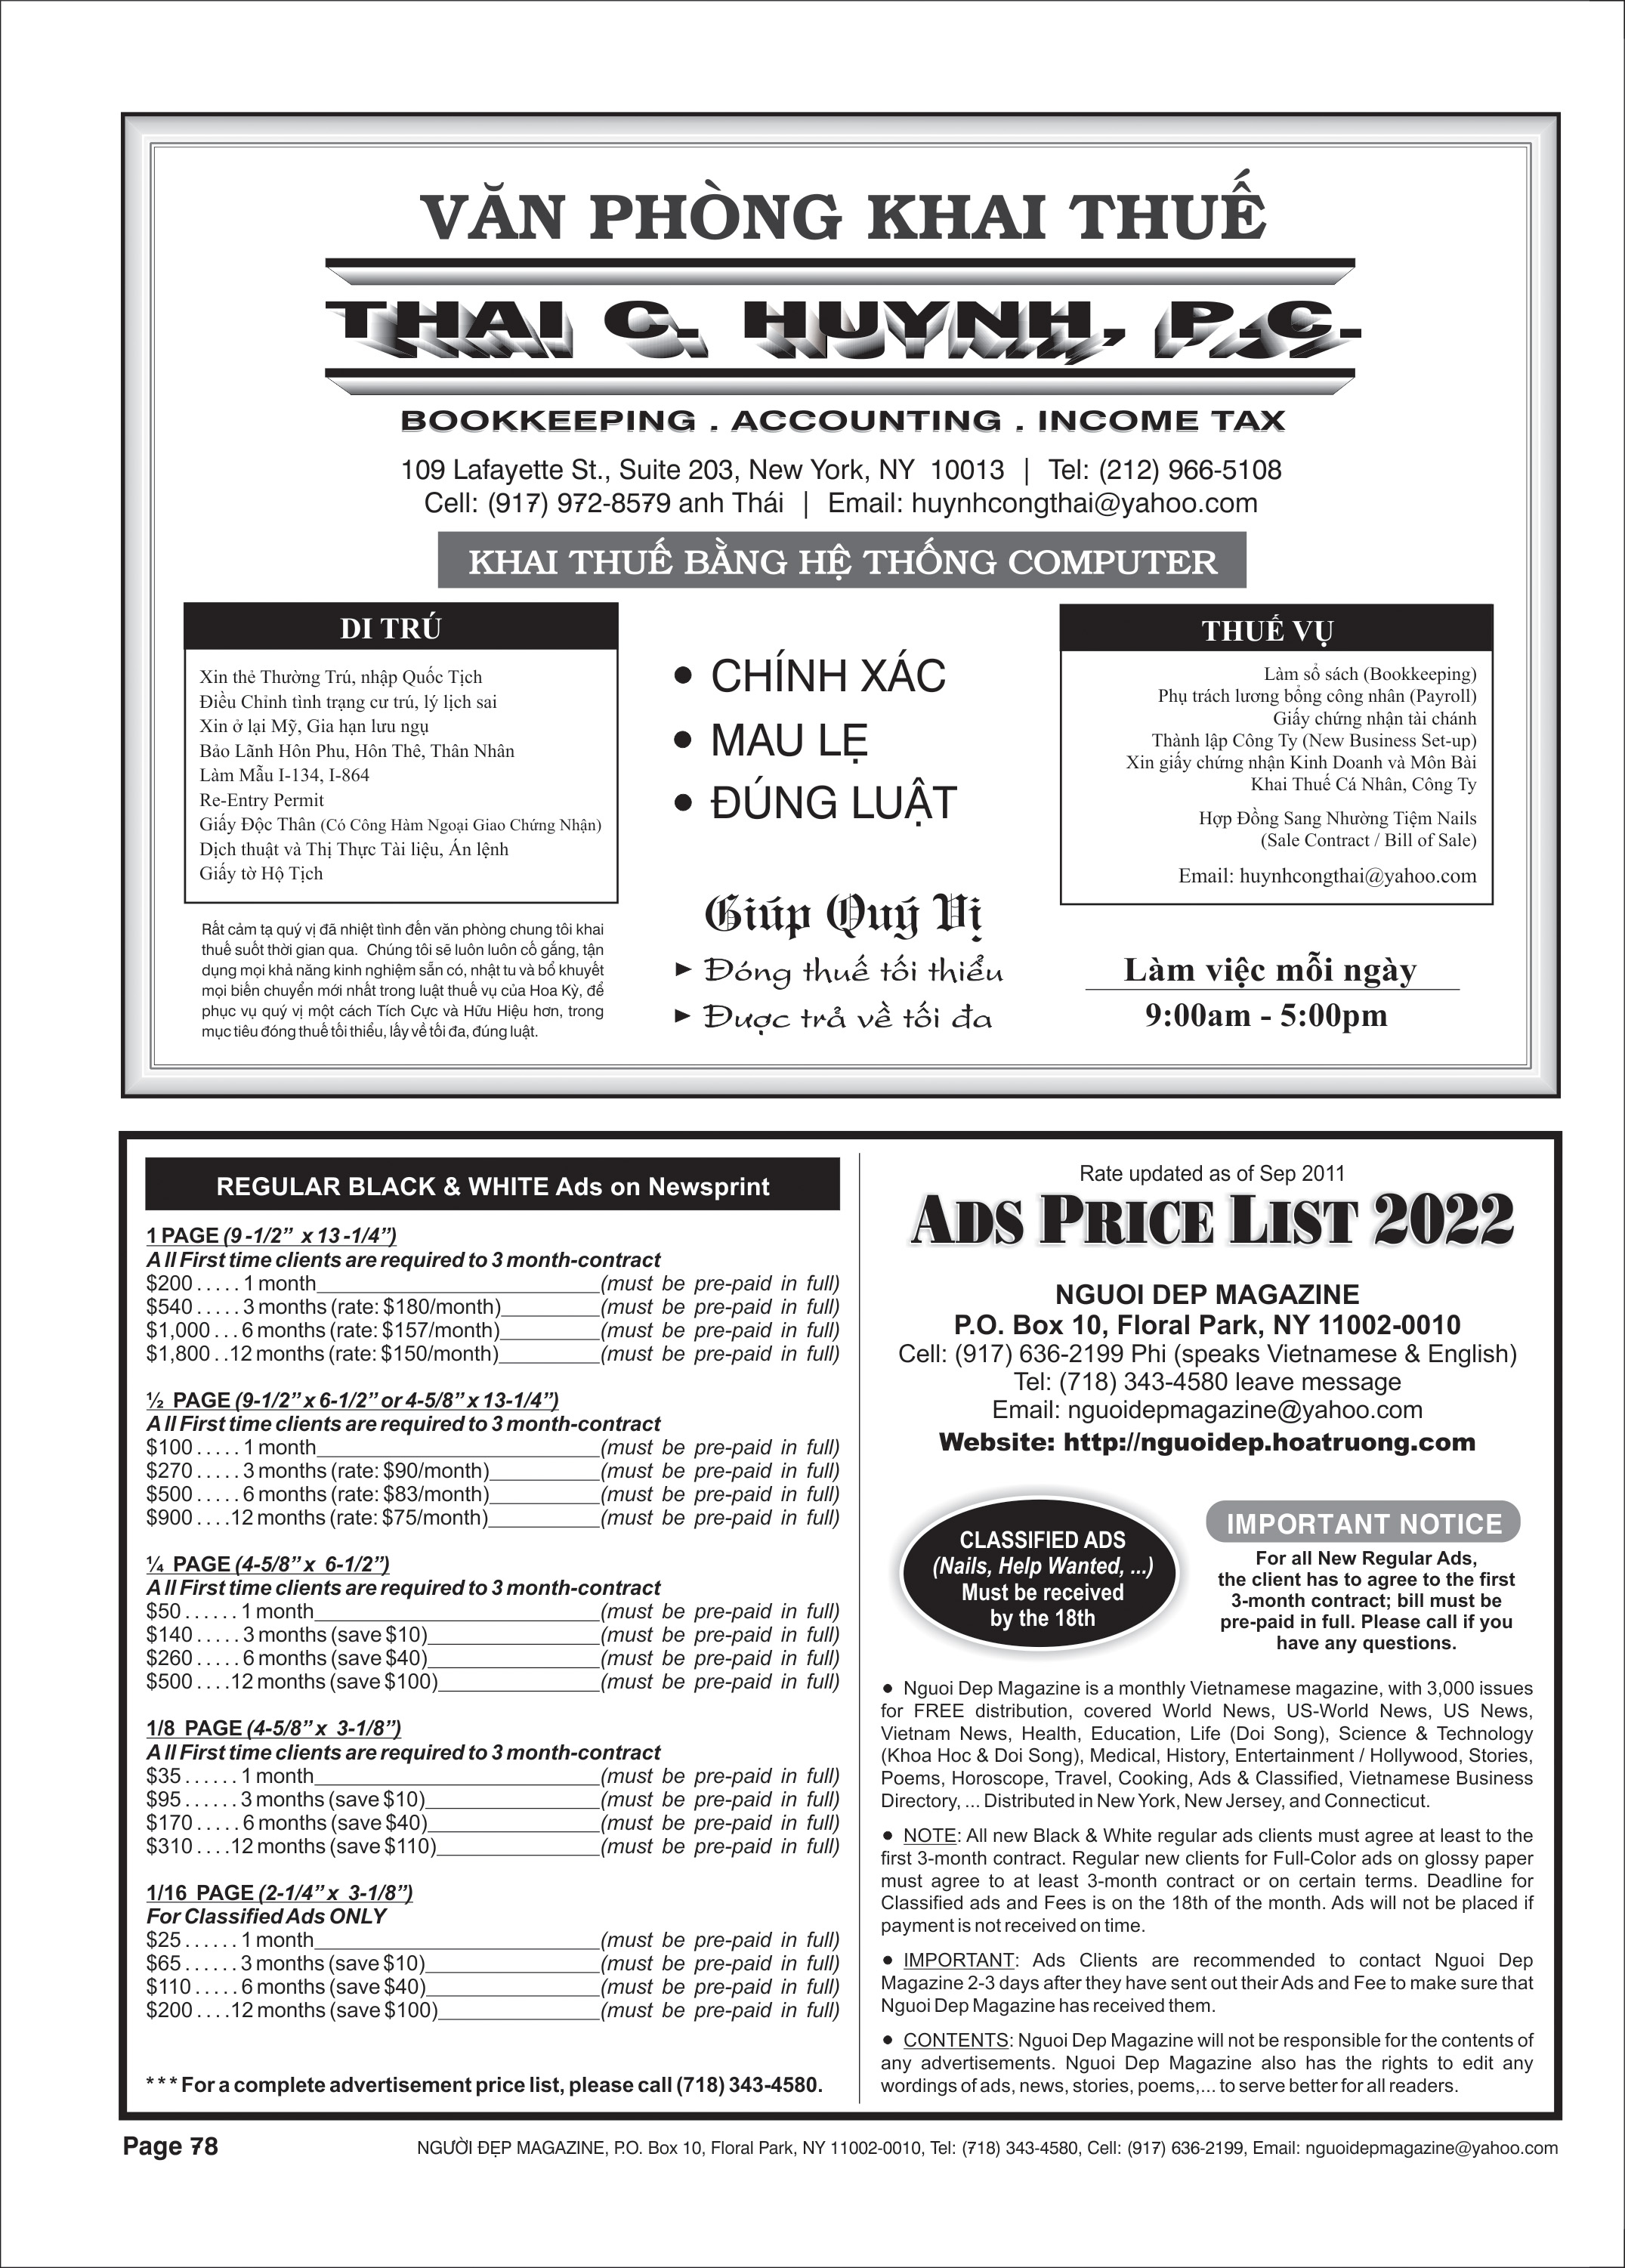 VĂN PHÒNG KHAI THUẾ
THAI C. HUYNH, P.C.
BOOKKEEPING . ACCOUNTING . INCOME TAX
109 Lafayette St., Suite 203, New York, NY 10013 | Tel: (212) 966-5108
Cell: (917) 972-8579 anh Thái | Email: huynhcongthai@yahoo.com
KHAI THUẾ BẰNG HỆ THỐNG COMPUTER
DI TRÚ
Xin thẻ Thường Trú, nhập Quốc Tịch
Điều Chỉnh tình trạng cư trú, lý lịch sai
Xin ở lại Mỹ, Gia hạn lưu ngụ
Bảo Lãnh Hôn Phu, Hôn Thê, Thân Nhân
Làm Mẫu I-134, I-864
Re-Entry Permit
Giấy Độc Thân (Có Công Hàm Ngoại Giao Chứng Nhận)
Dịch thuật và Thị Thực Tài liệu, Án lệnh
Giấy tờ Hộ Tịch
Rất cảm tạ quý vị đã nhiệt tình đến văn phòng chung tôi khai
thuế suốt thời gian qua. Chúng tôi sẽ luôn luôn cố gắng, tận
dụng mọi khả năng kinh nghiệm sẵn có, nhật tu và bổ khuyết
mọi biến chuyển mới nhất trong luật thuế vụ của Hoa Kỳ, để
phục vụ quý vị một cách Tích Cực và Hữu Hiệu hơn, trong
mục tiêu đóng thuế tối thiểu, lấy về tối đa, đúng luật.
• CHÍNH XÁC
• MAU LẸ
• ĐÚNG LUẬT
Giúp Quý Vị
► Đóng thuế tối thiểu
► Được trả về tối đa
THUẾ VỤ
Làm sổ sách (Bookkeeping)
Phụ trách lương bổng công nhân (Payroll)
Giấy chứng nhận tài chánh
Thành lập Công Ty (New Business Set-up)
Xin giấy chứng nhận Kinh Doanh và Môn Bài
Khai Thuế Cá Nhân, Công Ty
Hợp Đồng Sang Nhường Tiệm Nails
(Sale Contract / Bill of Sale)
Email: huynhcongthai@yahoo.com
Làm việc mỗi ngày
9:00am - 5:00pm
REGULAR BLACK & WHITE Ads on Newsprint
1 PAGE (9-1/2” x 13-1/4”)
All First time clients are required to 3 month-contract
$200 ..... 1 month______(must be pre-paid in full)
$540 ..... 3 months (rate: $180/month)______(must be pre-paid in full)
$1,000 ... 6 months (rate: $157/month)______(must be pre-paid in full)
$1,800 ..12 months (rate: $150/month)______(must be pre-paid in full)
½ PAGE (9-1/2” x 6-1/2” or 4-5/8” x 13-1/4”)
All First time clients are required to 3 month-contract
$100 ..... 1 month______(must be pre-paid in full)
$270 ..... 3 months (rate: $90/month)______(must be pre-paid in full)
$500 ..... 6 months (rate: $83/month)______(must be pre-paid in full)
$900 ....12 months (rate: $75/month)______(must be pre-paid in full)
¼ PAGE (4-5/8” x 6-1/2”)
All First time clients are required to 3 month-contract
$50 ...... 1 month______(must be pre-paid in full)
$140 ..... 3 months (save $10)______(must be pre-paid in full)
$260 ..... 6 months (save $40)______(must be pre-paid in full)
$500 ....12 months (save $100)______(must be pre-paid in full)
1/8 PAGE (4-5/8” x 3-1/8”)
All First time clients are required to 3 month-contract
$35 ...... 1 month______(must be pre-paid in full)
$95 ...... 3 months (save $10)______(must be pre-paid in full)
$170 ..... 6 months (save $40)______(must be pre-paid in full)
$310 ....12 months (save $110)______(must be pre-paid in full)
1/16 PAGE (2-1/4” x 3-1/8”)
For Classified Ads ONLY
$25 ...... 1 month______(must be pre-paid in full)
$65 ...... 3 months (save $10)______(must be pre-paid in full)
$110 ..... 6 months (save $40)______(must be pre-paid in full)
$200 ....12 months (save $100)______(must be pre-paid in full)
*** For a complete advertisement price list, please call (718) 343-4580.
Rate updated as of Sep 2011
ADS PRICE LIST 2022
NGUOI DEP MAGAZINE
P.O. Box 10, Floral Park, NY 11002-0010
Cell: (917) 636-2199 Phi (speaks Vietnamese & English)
Tel: (718) 343-4580 leave message
Email: nguoidepmagazine@yahoo.com
Website: http://nguoidep.hoatruong.com
CLASSIFIED ADS
(Nails, Help Wanted, ...)
Must be received
by the 18th
IMPORTANT NOTICE
For all New Regular Ads,
the client has to agree to the first
3-month contract; bill must be
pre-paid in full. Please call if you
have any questions.
• Nguoi Dep Magazine is a monthly Vietnamese magazine, with 3,000 issues
for FREE distribution, covered World News, US-World News, US News,
Vietnam News, Health, Education, Life (Doi Song), Science & Technology
(Khoa Hoc & Doi Song), Medical, History, Entertainment / Hollywood, Stories,
Poems, Horoscope, Travel, Cooking, Ads & Classified, Vietnamese Business
Directory, ... Distributed in New York, New Jersey, and Connecticut.
• NOTE: All new Black & White regular ads clients must agree at least to the
first 3-month contract. Regular new clients for Full-Color ads on glossy paper
must agree to at least 3-month contract or on certain terms. Deadline for
Classified ads and Fees is on the 18th of the month. Ads will not be placed if
payment is not received on time.
• IMPORTANT: Ads Clients are recommended to contact Nguoi Dep
Magazine 2-3 days after they have sent out their Ads and Fee to make sure that
Nguoi Dep Magazine has received them.
• CONTENTS: Nguoi Dep Magazine will not be responsible for the contents of
any advertisements. Nguoi Dep Magazine also has the rights to edit any
wordings of ads, news, stories, poems,... to serve better for all readers.
Page 78
NGƯỜI ĐẸP MAGAZINE, P.O. Box 10, Floral Park, NY 11002-0010, Tel: (718) 343-4580, Cell: (917) 636-2199, Email: nguoidepmagazine@yahoo.com